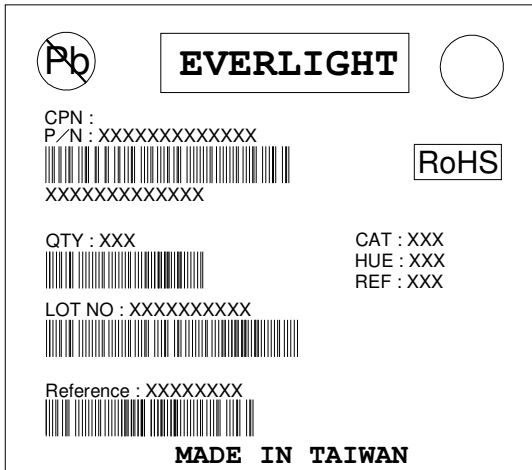 Pb
EVERLIGHT
CPN :
P/N : XXXXXXXXXXXXX
RoHS
XXXXXXXXXXXXX
QTY : XXX
CAT : XXX
HUE : XXX
REF : XXX
LOT NO : XXXXXXXXXX
Reference : XXXXXXXX
MADE IN TAIWAN